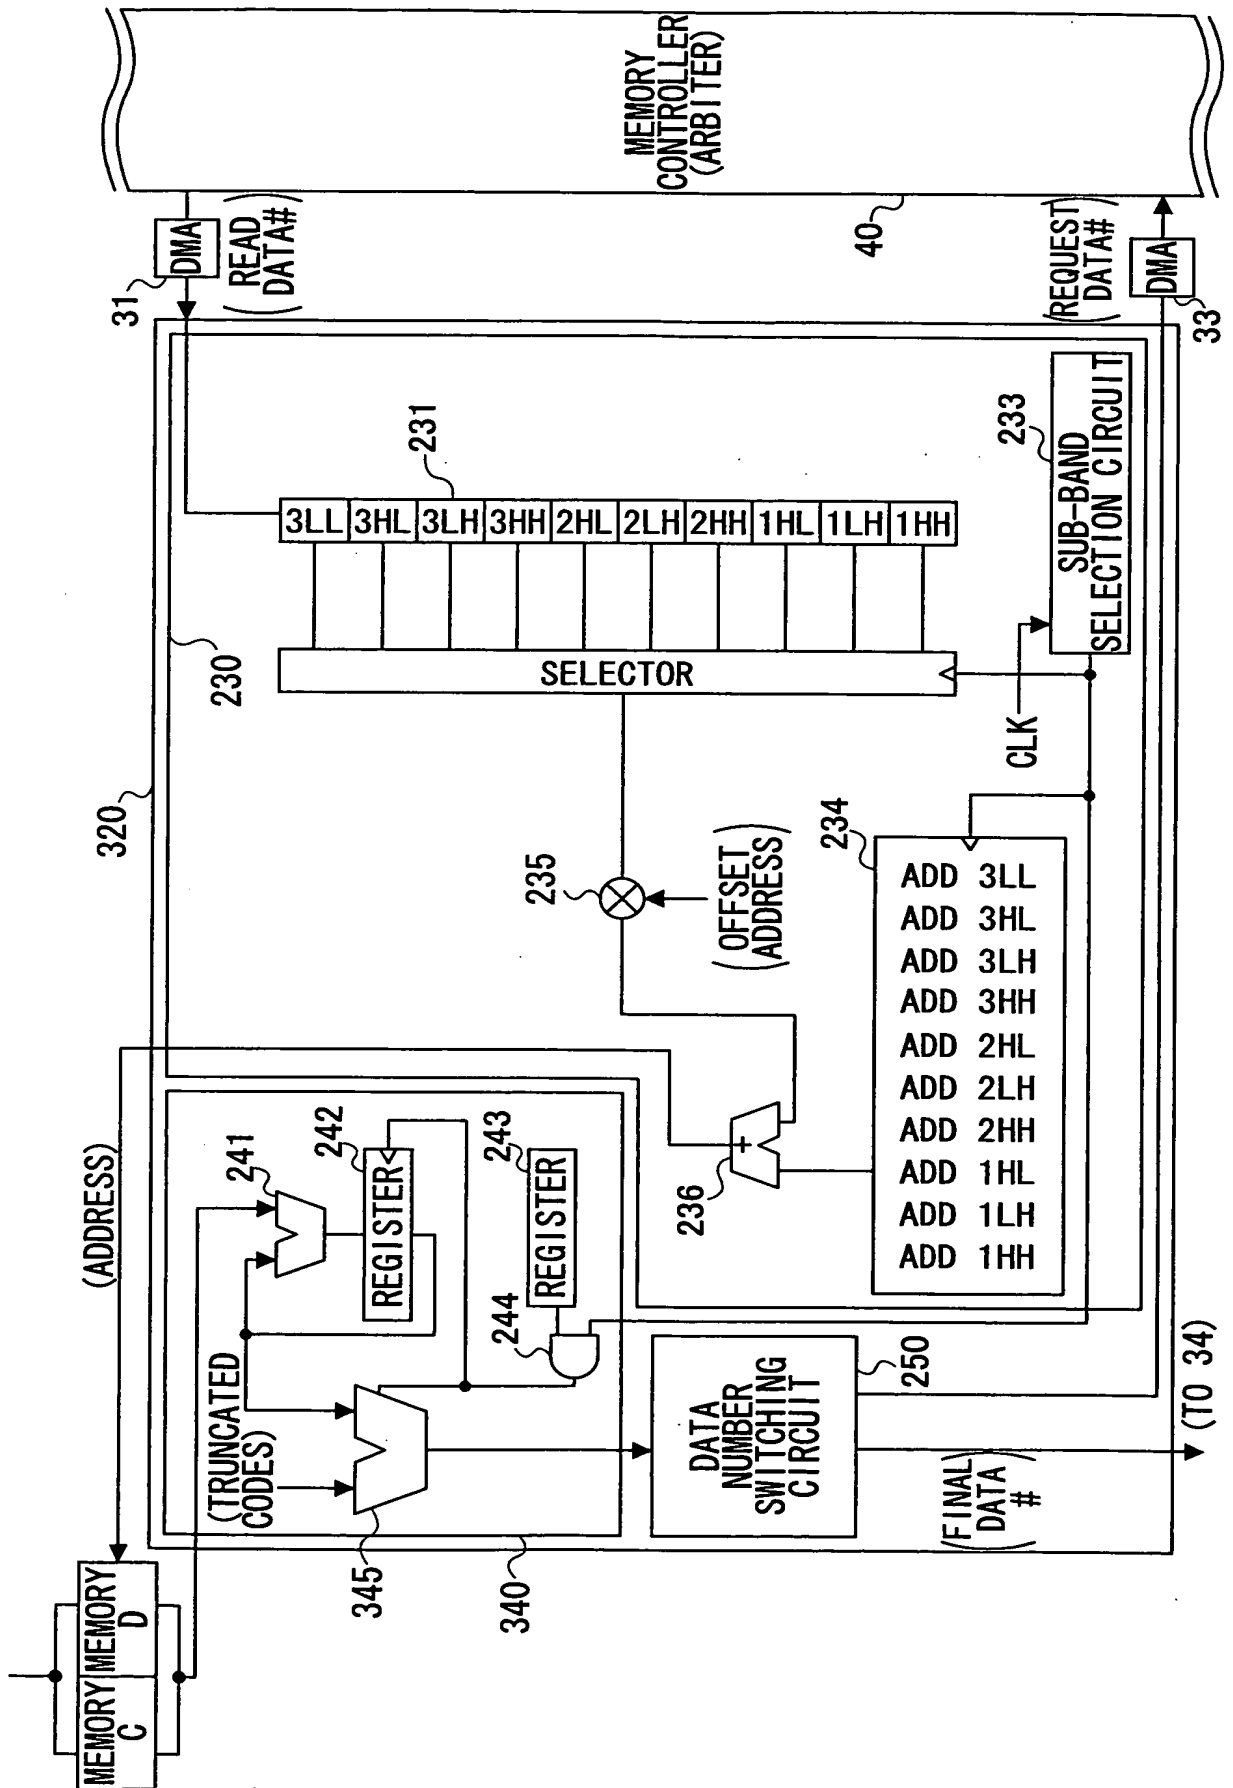 MEMORY
C
MEMORY
D
(ADDRESS)
320
230
31
DMA
(READ
DATA#)
MEMORY
CONTROLLER
(ARBITER)
40
241
242
REGISTER
243
REGISTER
244
(TRUNCATED
CODES)
345
340
231
3LL
3HL
3LH
3HH
2HL
2LH
2HH
1HL
1LH
1HH
SELECTOR
235
(OFFSET
ADDRESS)
236
+
234
ADD 3LL
ADD 3HL
ADD 3LH
ADD 3HH
ADD 2HL
ADD 2LH
ADD 2HH
ADD 1HL
ADD 1LH
ADD 1HH
CLK
233
SUB-BAND
SELECTION CIRCUIT
(REQUEST
DATA#)
DMA
33
DATA
NUMBER
SWITCHING
CIRCUIT
250
(FINAL
DATA
#)
(TO 34)